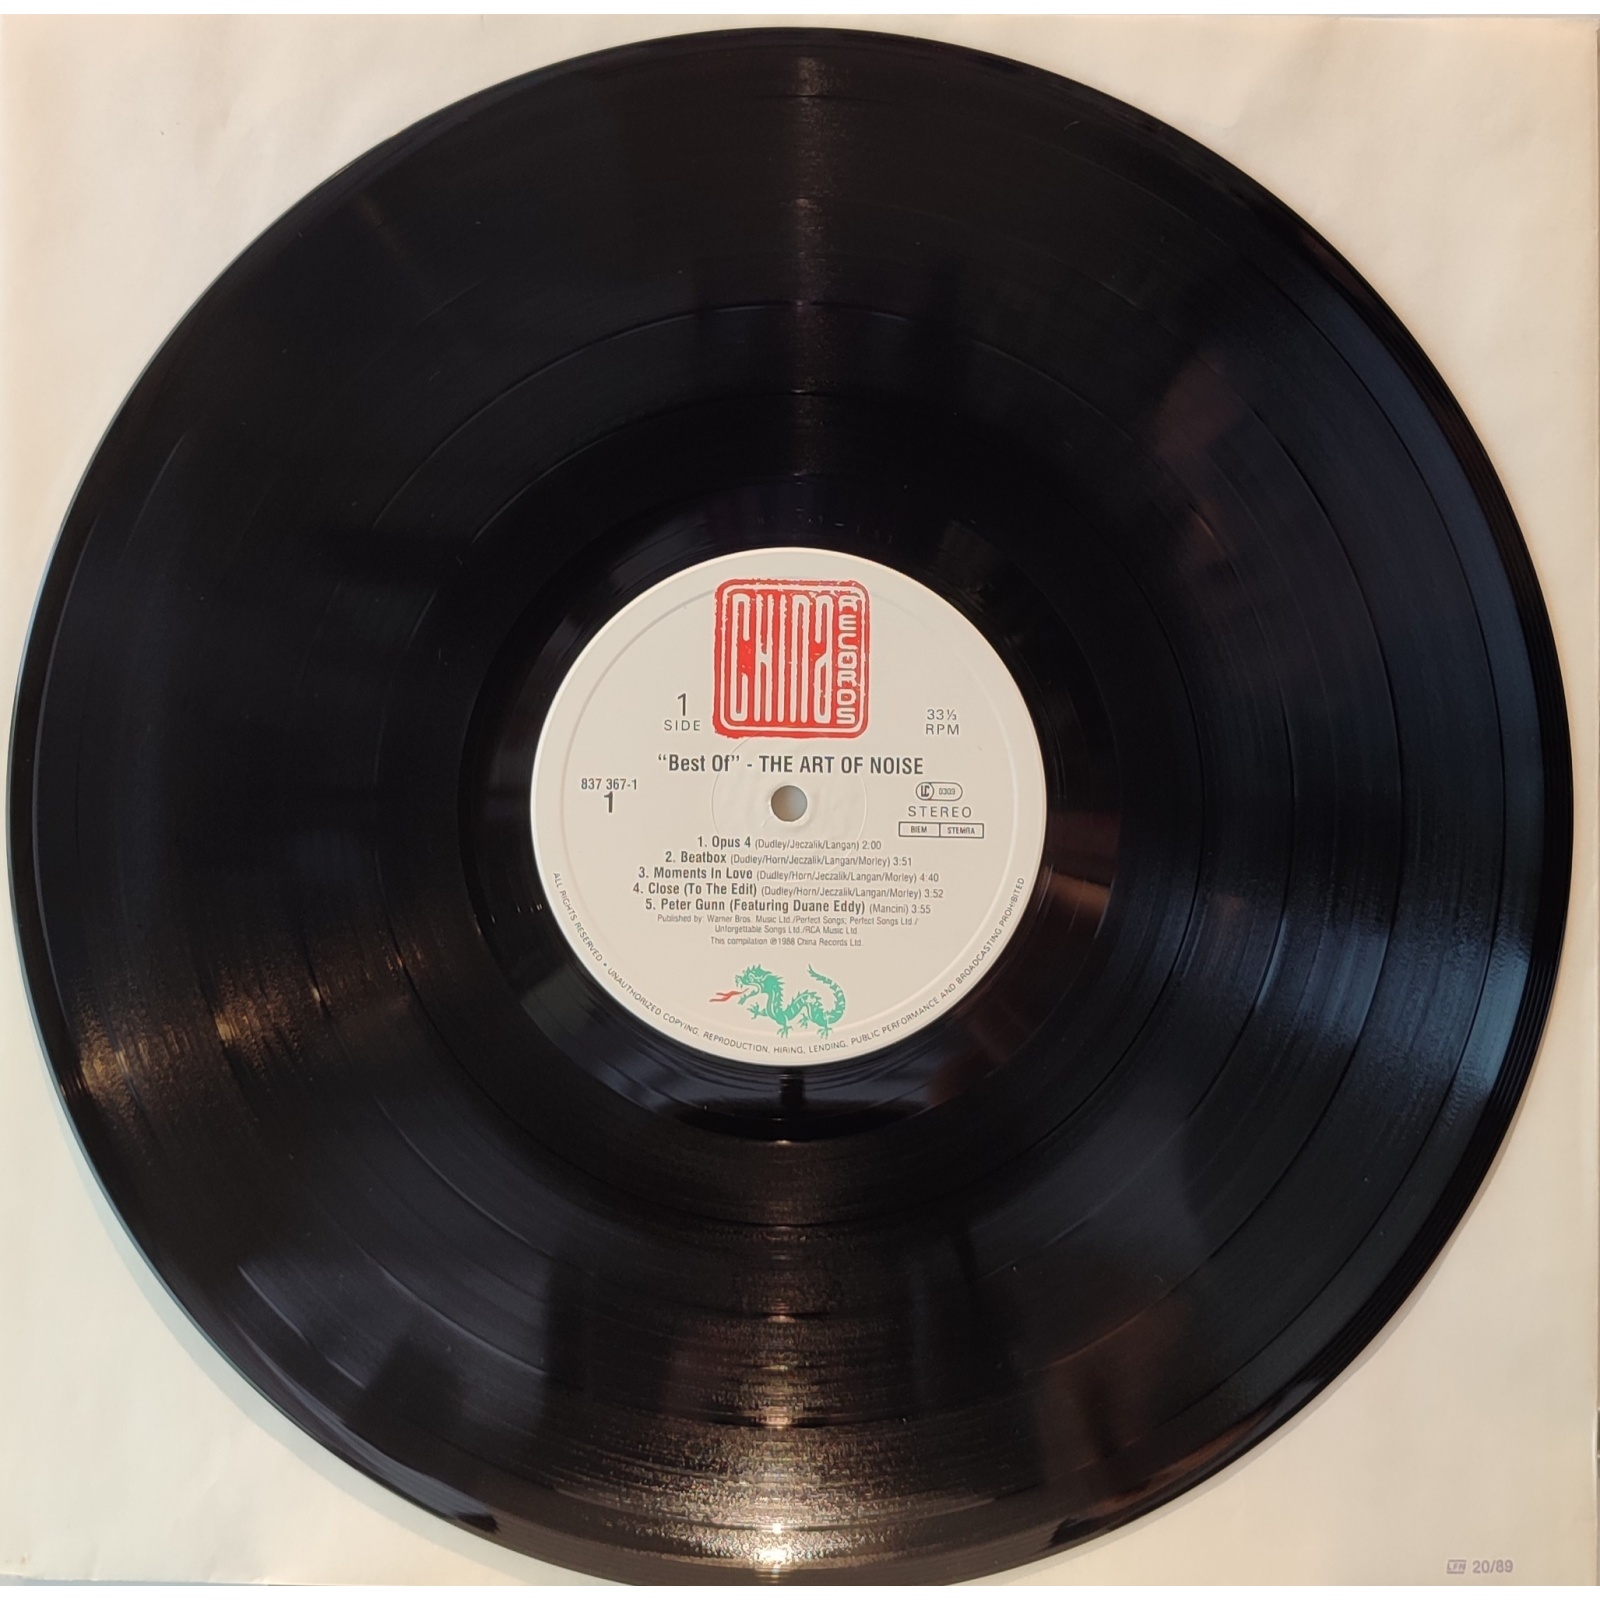 CHINA RECORDS
1
SIDE
33⅓
RPM
“Best Of” - THE ART OF NOISE
837 367-1
1
LC 0309
STEREO
BIEM STEMRA
1. Opus 4 (Dudley/Jeczalik/Langan) 2:00
2. Beatbox (Dudley/Horn/Jeczalik/Langan/Morley) 3:51
3. Moments In Love (Dudley/Horn/Jeczalik/Langan/Morley) 4:40
4. Close (To The Edit) (Dudley/Horn/Jeczalik/Langan/Morley) 3:52
5. Peter Gunn (Featuring Duane Eddy) (Mancini) 3:55
Published by: Warner Bros. Music Ltd./Perfect Songs; Perfect Songs Ltd./
Unforgettable Songs Ltd./RCA Music Ltd.
This compilation ℗1988 China Records Ltd.
ALL RIGHTS RESERVED • UNAUTHORIZED COPYING, REPRODUCTION, HIRING, LENDING, PUBLIC PERFORMANCE AND BROADCASTING PROHIBITED
20/89